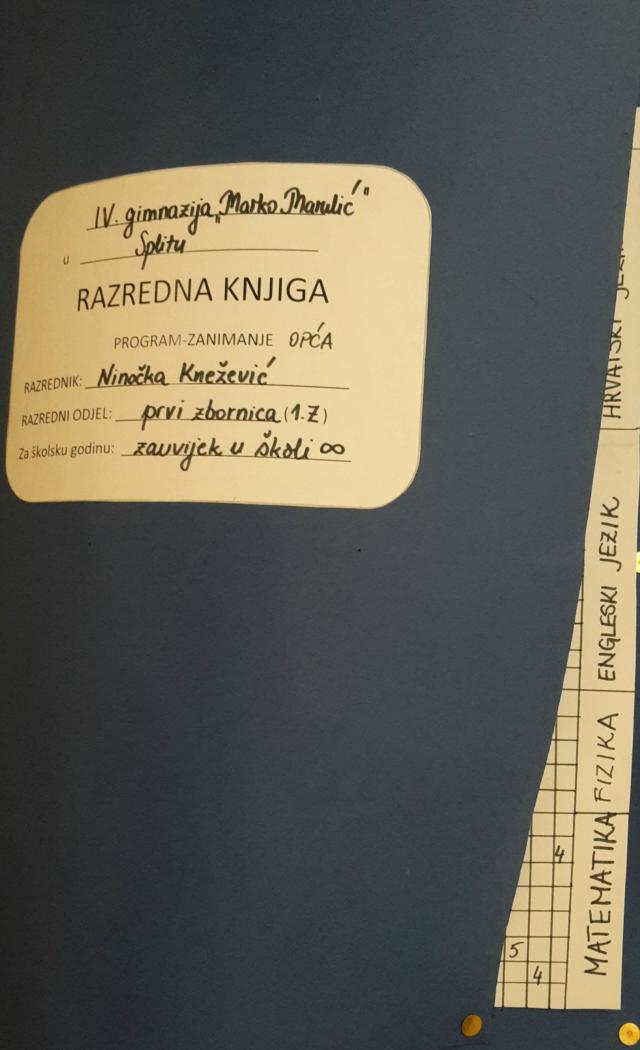 IV. gimnazija „Marko Marulić"
u Splitu
RAZREDNA KNJIGA
PROGRAM-ZANIMANJE OPĆA
RAZREDNIK: Ninočka Knežević
RAZREDNI ODJEL: prvi zbornica (1.Z)
Za školsku godinu: zauvijek u školi ∞
HRVATSKI JEZIK
ENGLESKI JEZIK
FIZIKA
MATEMATIKA
4
5
4